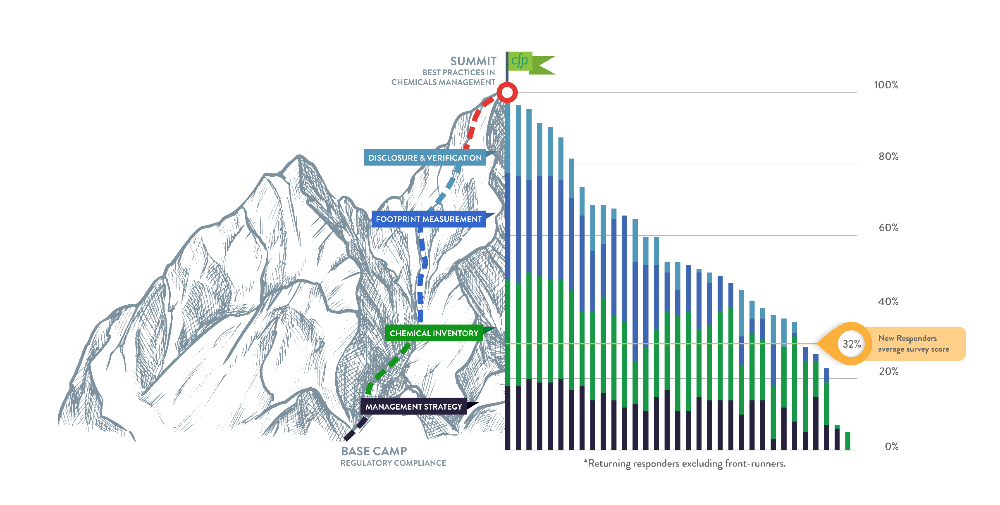 SUMMIT
BEST PRACTICES IN
CHEMICALS MANAGEMENT
cfp
100%
DISCLOSURE & VERIFICATION
80%
FOOTPRINT MEASUREMENT
60%
40%
CHEMICAL INVENTORY
32%
New Responders
average survey score
20%
MANAGEMENT STRATEGY
0%
BASE CAMP
REGULATORY COMPLIANCE
*Returning responders excluding front-runners.